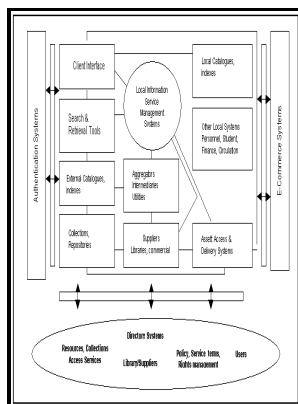 Authentication Systems
Client Interface
Search &
Retrieval Tools
External Catalogues,
indexes
Collections,
Repositories
Local Information
Service
Management
Systems
Aggregators
Intermediaries
Utilities
Suppliers
Libraries, commercial
Local Catalogues,
Indexes
Other Local Systems
Personnel, Student,
Finance, Circulation
Assett Access &
Delivery Systems
E-Commerce Systems
Directom Systems
Resources, Collections
Access Services
Library/Suppliers
Policy, Service terms,
Rights management
Users